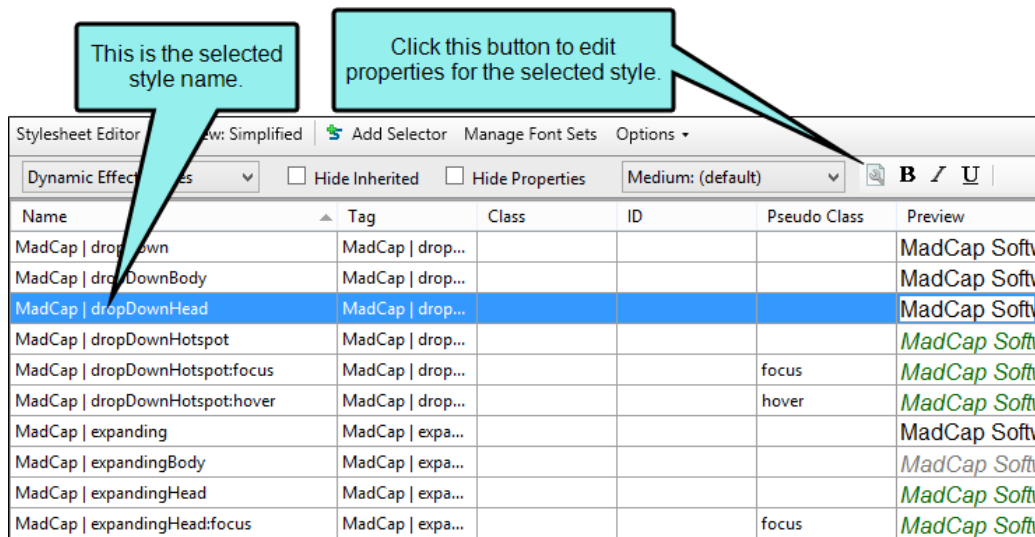 This is the selected
style name.
Click this button to edit
properties for the selected style.
Stylesheet Editor ew: Simplified Add Selector Manage Font Sets Options
Dynamic Effect es Hide Inherited Hide Properties Medium: (default) B I U
Name Tag Class ID Pseudo Class Preview
MadCap | dropDown MadCap | drop... MadCap Softw
MadCap | dropDownBody MadCap | drop... MadCap Softw
MadCap | dropDownHead MadCap | drop... MadCap Softw
MadCap | dropDownHotspot MadCap | drop... MadCap Softw
MadCap | dropDownHotspot:focus MadCap | drop... focus MadCap Softw
MadCap | dropDownHotspot:hover MadCap | drop... hover MadCap Softw
MadCap | expanding MadCap | expa... MadCap Softw
MadCap | expandingBody MadCap | expa... MadCap Softw
MadCap | expandingHead MadCap | expa... MadCap Softw
MadCap | expandingHead:focus MadCap | expa... focus MadCap Softw